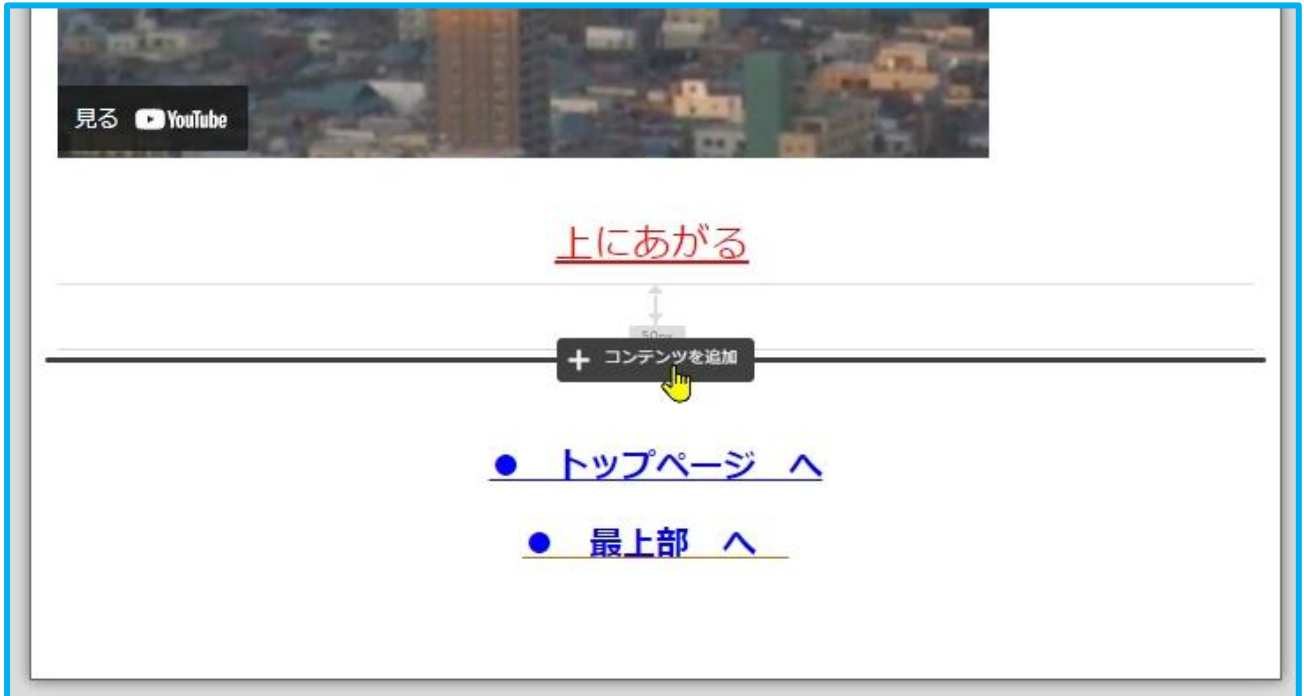 見る YouTube
上にあがる
50px
+ コンテンツを追加
● トップページ へ
● 最上部 へ